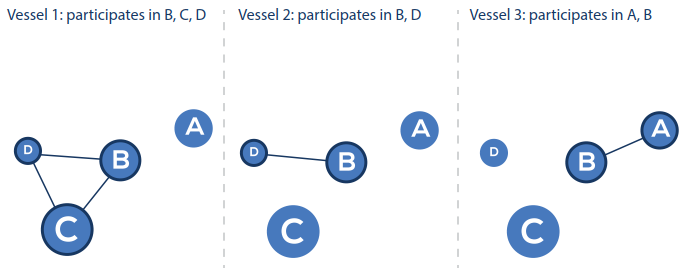 Vessel 1: participates in B, C, D
A
D
B
C
Vessel 2: participates in B, D
A
D
B
C
Vessel 3: participates in A, B
A
D
B
C